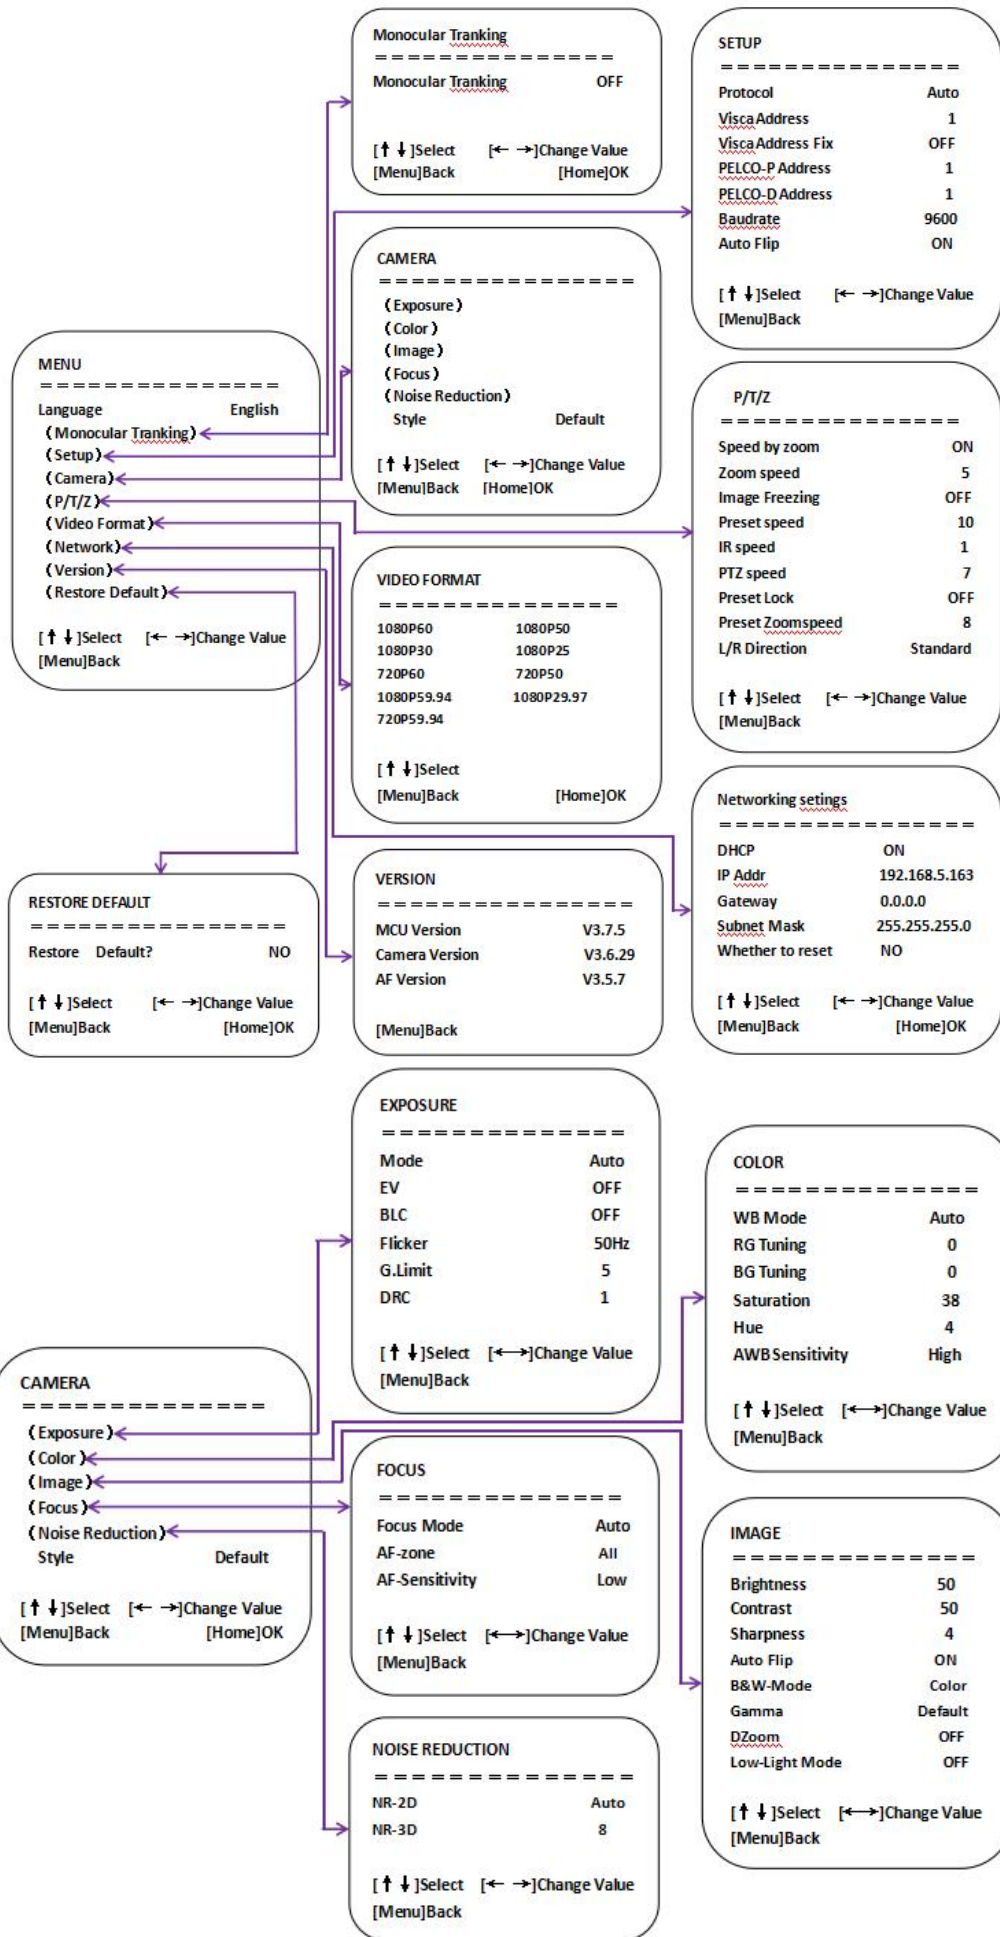 Monocular Tranking
===============
Monocular Tranking OFF
[↑ ↓]Select [← →]Change Value
[Menu]Back [Home]OK
SETUP
===============
Protocol Auto
Visca Address 1
Visca Address Fix OFF
PELCO-P Address 1
PELCO-D Address 1
Baudrate 9600
Auto Flip ON
[↑ ↓]Select [← →]Change Value
[Menu]Back
CAMERA
================
(Exposure)
(Color)
(Image)
(Focus)
(Noise Reduction)
Style Default
[↑ ↓]Select [← →]Change Value
[Menu]Back [Home]OK
MENU
===============
Language English
(Monocular Tranking)
(Setup)
(Camera)
(P/T/Z)
(Video Format)
(Network)
(Version)
(Restore Default)
[↑ ↓]Select [← →]Change Value
[Menu]Back
P/T/Z
===============
Speed by zoom ON
Zoom speed 5
Image Freezing OFF
Preset speed 10
IR speed 1
PTZ speed 7
Preset Lock OFF
Preset Zoomspeed 8
L/R Direction Standard
[↑ ↓]Select [← →]Change Value
[Menu]Back
VIDEO FORMAT
===============
1080P60 1080P50
1080P30 1080P25
720P60 720P50
1080P59.94 1080P29.97
720P59.94
[↑ ↓]Select
[Menu]Back [Home]OK
Networking setings
================
DHCP ON
IP Addr 192.168.5.163
Gateway 0.0.0.0
Subnet Mask 255.255.255.0
Whether to reset NO
[↑ ↓]Select [← →]Change Value
[Menu]Back [Home]OK
RESTORE DEFAULT
================
Restore Default? NO
[↑ ↓]Select [← →]Change Value
[Menu]Back [Home]OK
VERSION
================
MCU Version V3.7.5
Camera Version V3.6.29
AF Version V3.5.7
[Menu]Back
EXPOSURE
==============
Mode Auto
EV OFF
BLC OFF
Flicker 50Hz
G.Limit 5
DRC 1
[↑ ↓]Select [←→]Change Value
[Menu]Back
COLOR
==============
WB Mode Auto
RG Tuning 0
BG Tuning 0
Saturation 38
Hue 4
AWB Sensitivity High
[↑ ↓]Select [←→]Change Value
[Menu]Back
CAMERA
==============
(Exposure)
(Color)
(Image)
(Focus)
(Noise Reduction)
Style Default
[↑ ↓]Select [← →]Change Value
[Menu]Back [Home]OK
FOCUS
==============
Focus Mode Auto
AF-zone All
AF-Sensitivity Low
[↑ ↓]Select [←→]Change Value
[Menu]Back
IMAGE
==============
Brightness 50
Contrast 50
Sharpness 4
Auto Flip ON
B&W-Mode Color
Gamma Default
DZoom OFF
Low-Light Mode OFF
[↑ ↓]Select [←→]Change Value
[Menu]Back
NOISE REDUCTION
===============
NR-2D Auto
NR-3D 8
[↑ ↓]Select [← →]Change Value
[Menu]Back